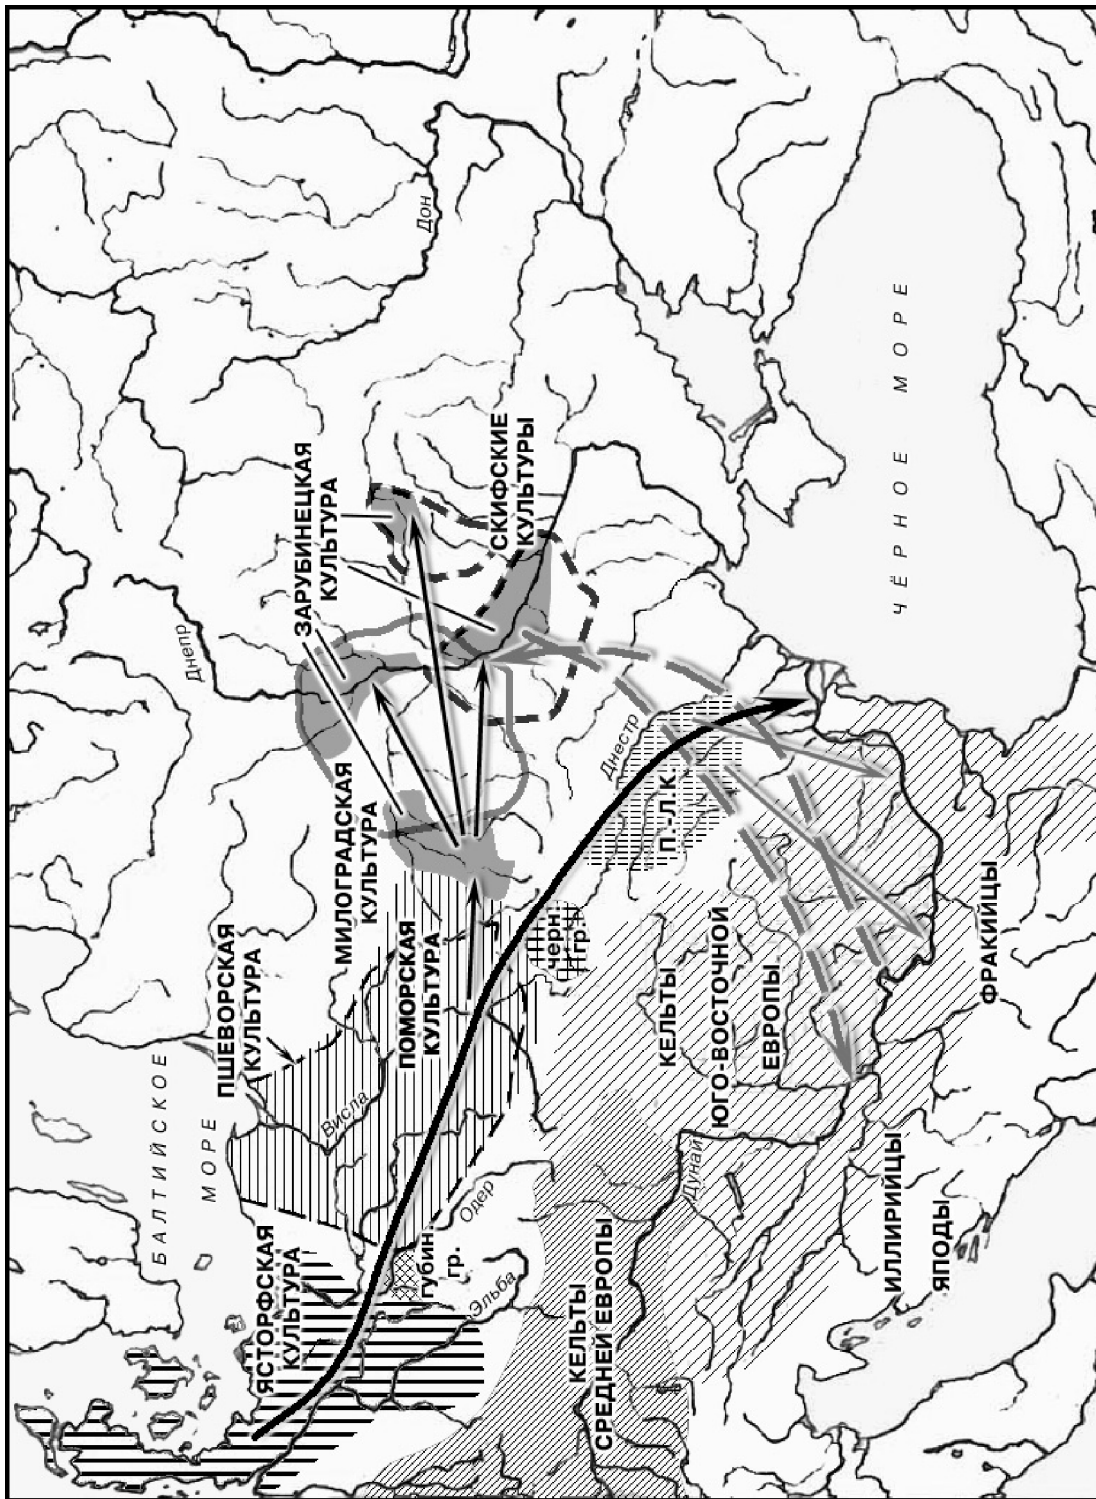 БАЛТИЙСКОЕ
МОРЕ
ЯСТОРФСКАЯ
КУЛЬТУРА
ПШЕВОРСКАЯ
КУЛЬТУРА
МИЛОГРАДСКАЯ
КУЛЬТУРА
ЗАРУБИНЕЦКАЯ
КУЛЬТУРА
Днепр
Дон
Висла
ПОМОРСКАЯ
КУЛЬТУРА
СКИФСКИЕ
КУЛЬТУРЫ
губин.
гр.
Одер
Эльба
черн.
гр.
Днестр
П.-Л.К.
КЕЛЬТЫ
СРЕДНЕЙ ЕВРОПЫ
Дунай
КЕЛЬТЫ
ЮГО-ВОСТОЧНОЙ
ЕВРОПЫ
ИЛЛИРИЙЦЫ
ЯПОДЫ
ФРАКИЙЦЫ
ЧЁРНОЕ МОРЕ